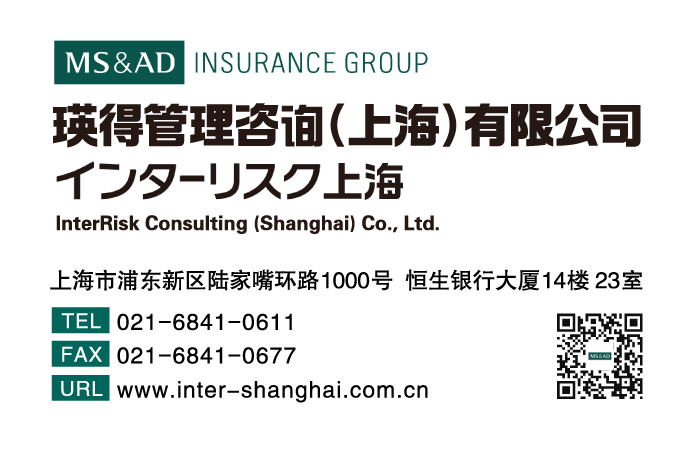 MS&AD INSURANCE GROUP
瑛得管理咨询(上海)有限公司
インターリスク上海
InterRisk Consulting (Shanghai) Co., Ltd.
上海市浦东新区陆家嘴环路1000号 恒生银行大厦14楼 23室
TEL 021-6841-0611
FAX 021-6841-0677
URL www.inter-shanghai.com.cn
MS&AD